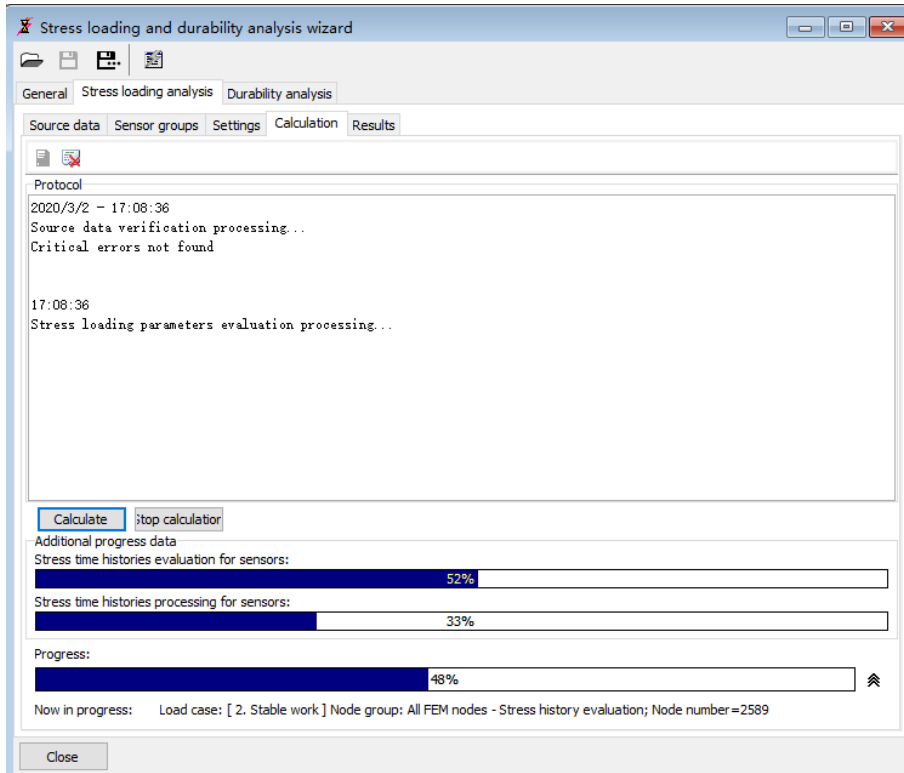 Stress loading and durability analysis wizard
General Stress loading analysis Durability analysis
Source data Sensor groups Settings Calculation Results
Protocol
2020/3/2 - 17:08:36
Source data verification processing...
Critical errors not found
17:08:36
Stress loading parameters evaluation processing...
Calculate Stop calculation
Additional progress data
Stress time histories evaluation for sensors:
52%
Stress time histories processing for sensors:
33%
Progress:
48%
Now in progress: Load case: [ 2. Stable work ] Node group: All FEM nodes - Stress history evaluation; Node number=2589
Close